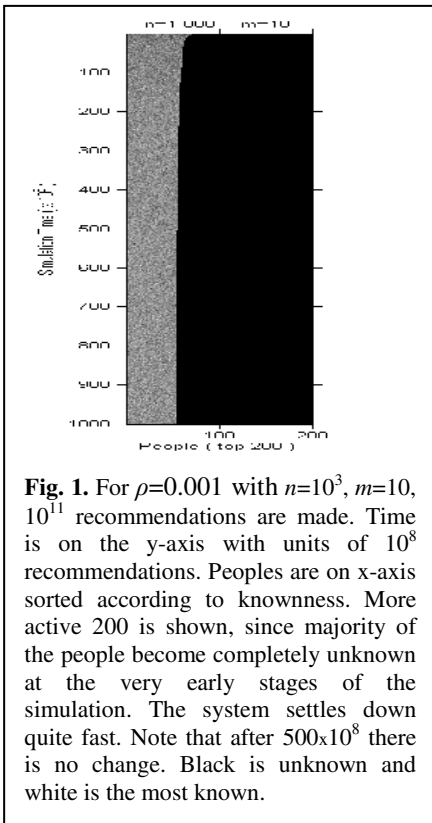 n=1 000 m=10
100
200
300
400
500
600
700
800
900
1000
100 200
People ( top 200 )
Fig. 1. For ρ=0.001 with n=10³, m=10,
10¹¹ recommendations are made. Time
is on the y-axis with units of 10⁸
recommendations. Peoples are on x-axis
sorted according to knownness. More
active 200 is shown, since majority of
the people become completely unknown
at the very early stages of the
simulation. The system settles down
quite fast. Note that after 500x10⁸ there
is no change. Black is unknown and
white is the most known.